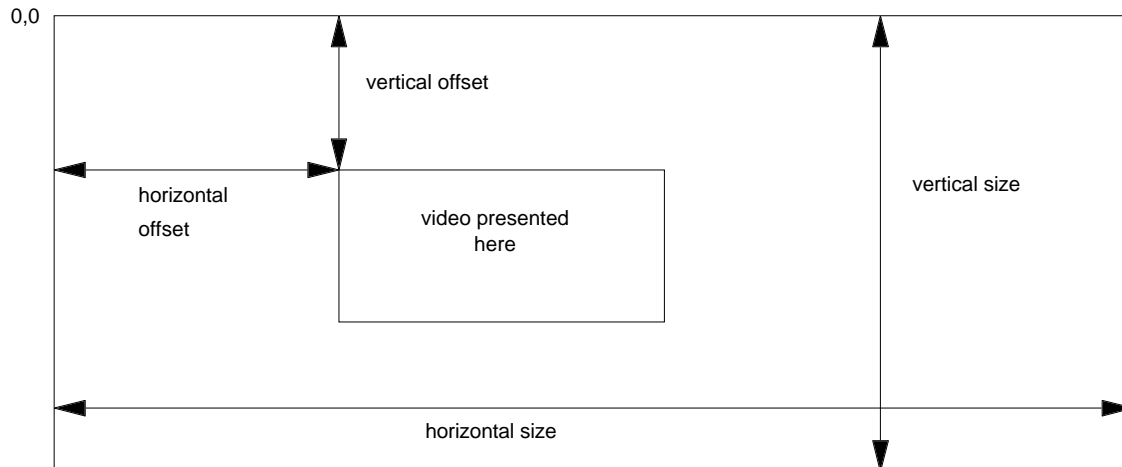 0,0
vertical offset
horizontal
offset
vertical size
video presented
here
horizontal size